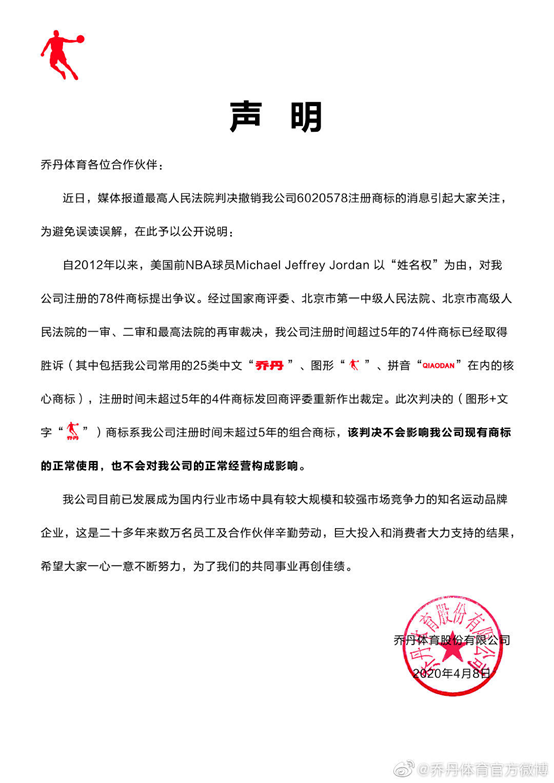 声 明
乔丹体育各位合作伙伴：
近日，媒体报道最高人民法院判决撤销我公司6020578注册商标的消息引起大家关注，
为避免误读误解，在此予以公开说明：
自2012年以来，美国前NBA球员Michael Jeffrey Jordan 以“姓名权”为由，对我
公司注册的78件商标提出争议。经过国家商评委、北京市第一中级人民法院、北京市高级人
民法院的一审、二审和最高法院的再审裁决，我公司注册时间超过5年的74件商标已经取得
胜诉（其中包括我公司常用的25类中文“乔丹”、图形“ ”、拼音“QIAODAN”在内的核
心商标），注册时间未超过5年的4件商标发回商评委重新作出裁定。此次判决的（图形+文
字“乔丹”）商标系我公司注册时间未超过5年的组合商标，该判决不会影响我公司现有商标
的正常使用，也不会对我公司的正常经营构成影响。
我公司目前已发展成为国内行业市场中具有较大规模和较强市场竞争力的知名运动品牌
企业，这是二十多年来数万名员工及合作伙伴辛勤劳动，巨大投入和消费者大力支持的结果，
希望大家一心一意不断努力，为了我们的共同事业再创佳绩。
乔丹体育股份有限公司
乔丹体育股份有限公司
2020年4月8日
@乔丹体育官方微博